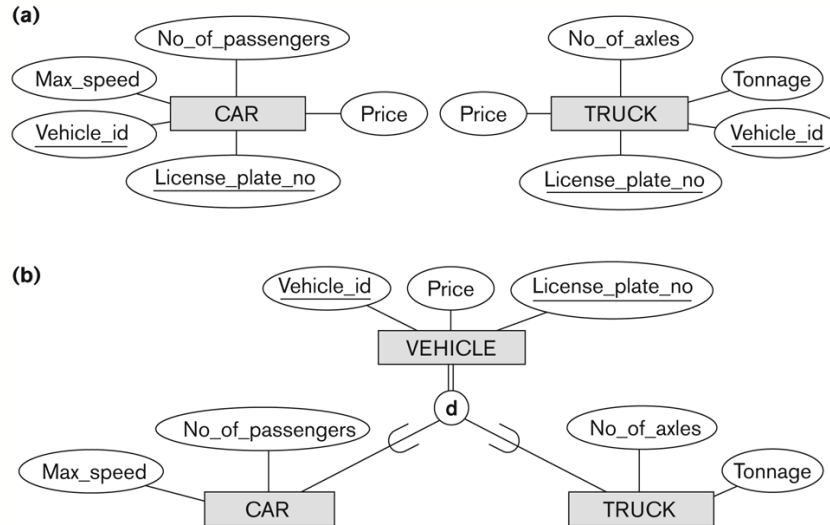 (a)
No_of_passengers
No_of_axles
Max_speed
Tonnage
CAR
Price
Price
TRUCK
Vehicle_id
Vehicle_id
License_plate_no
License_plate_no
(b)
Vehicle_id
Price
License_plate_no
VEHICLE
d
No_of_passengers
No_of_axles
Max_speed
Tonnage
CAR
TRUCK